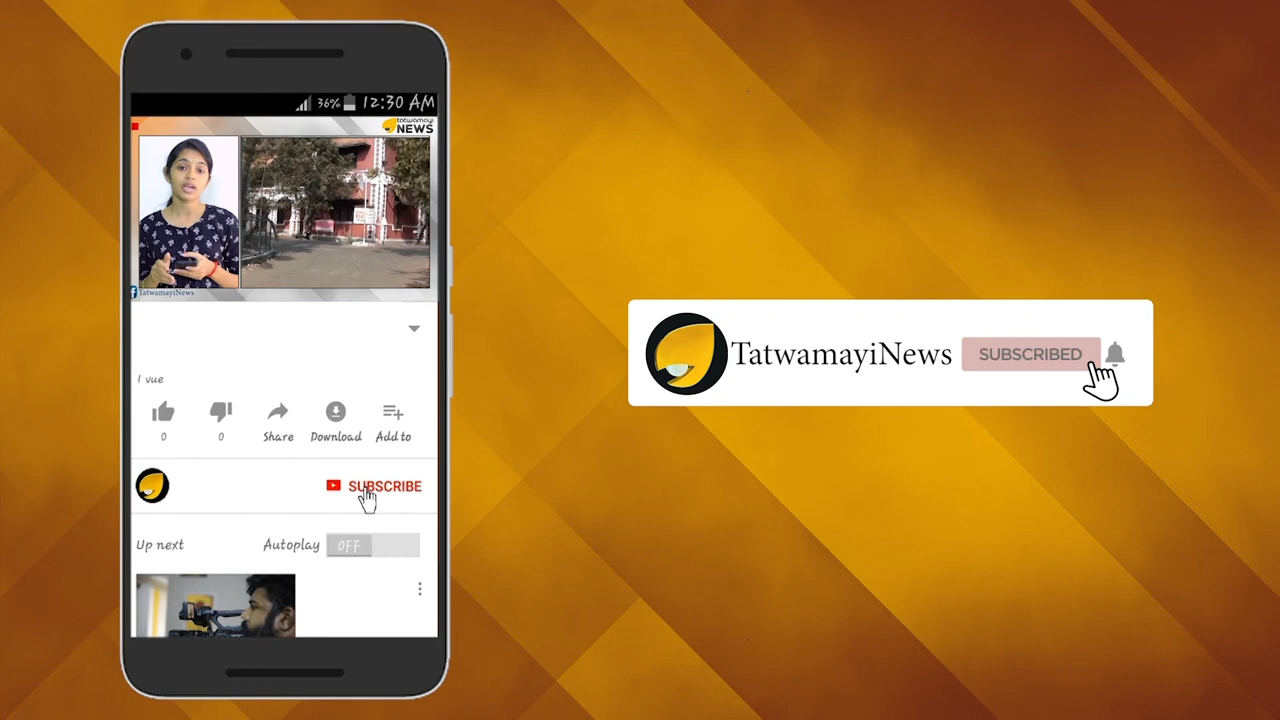 36% 12:30 AM
tatwamayi
NEWS
TatwamayiNews
1 vue
0 0 Share Download Add to
SUBSCRIBE
Up next Autoplay OFF
TatwamayiNews SUBSCRIBED